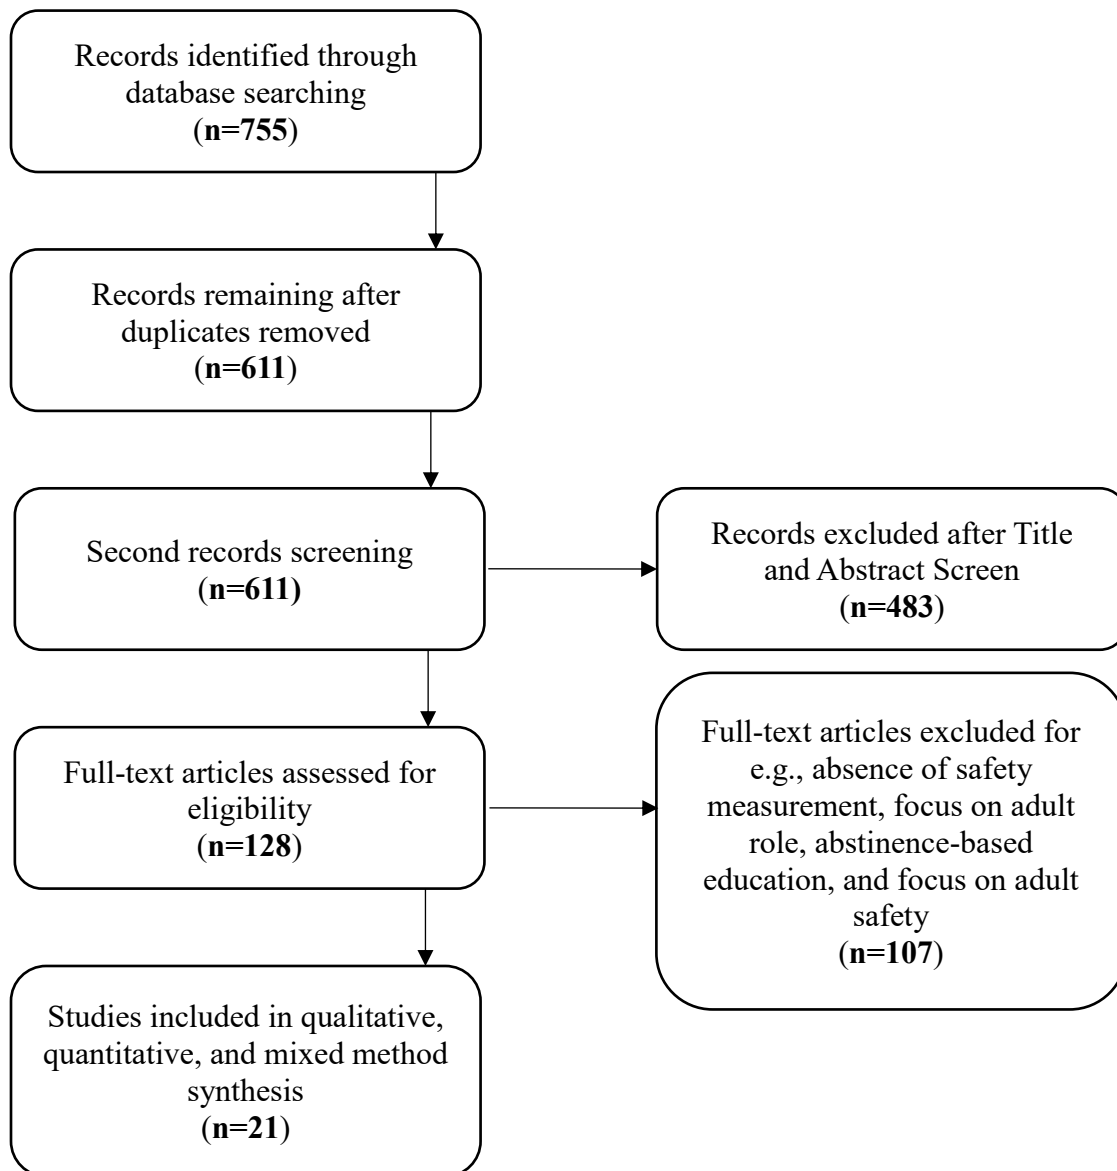 Records identified through
database searching
(n=755)
Records remaining after
duplicates removed
(n=611)
Second records screening
(n=611)
Records excluded after Title
and Abstract Screen
(n=483)
Full-text articles assessed for
eligibility
(n=128)
Full-text articles excluded for
e.g., absence of safety
measurement, focus on adult
role, abstinence-based
education, and focus on adult
safety
(n=107)
Studies included in qualitative,
quantitative, and mixed method
synthesis
(n=21)